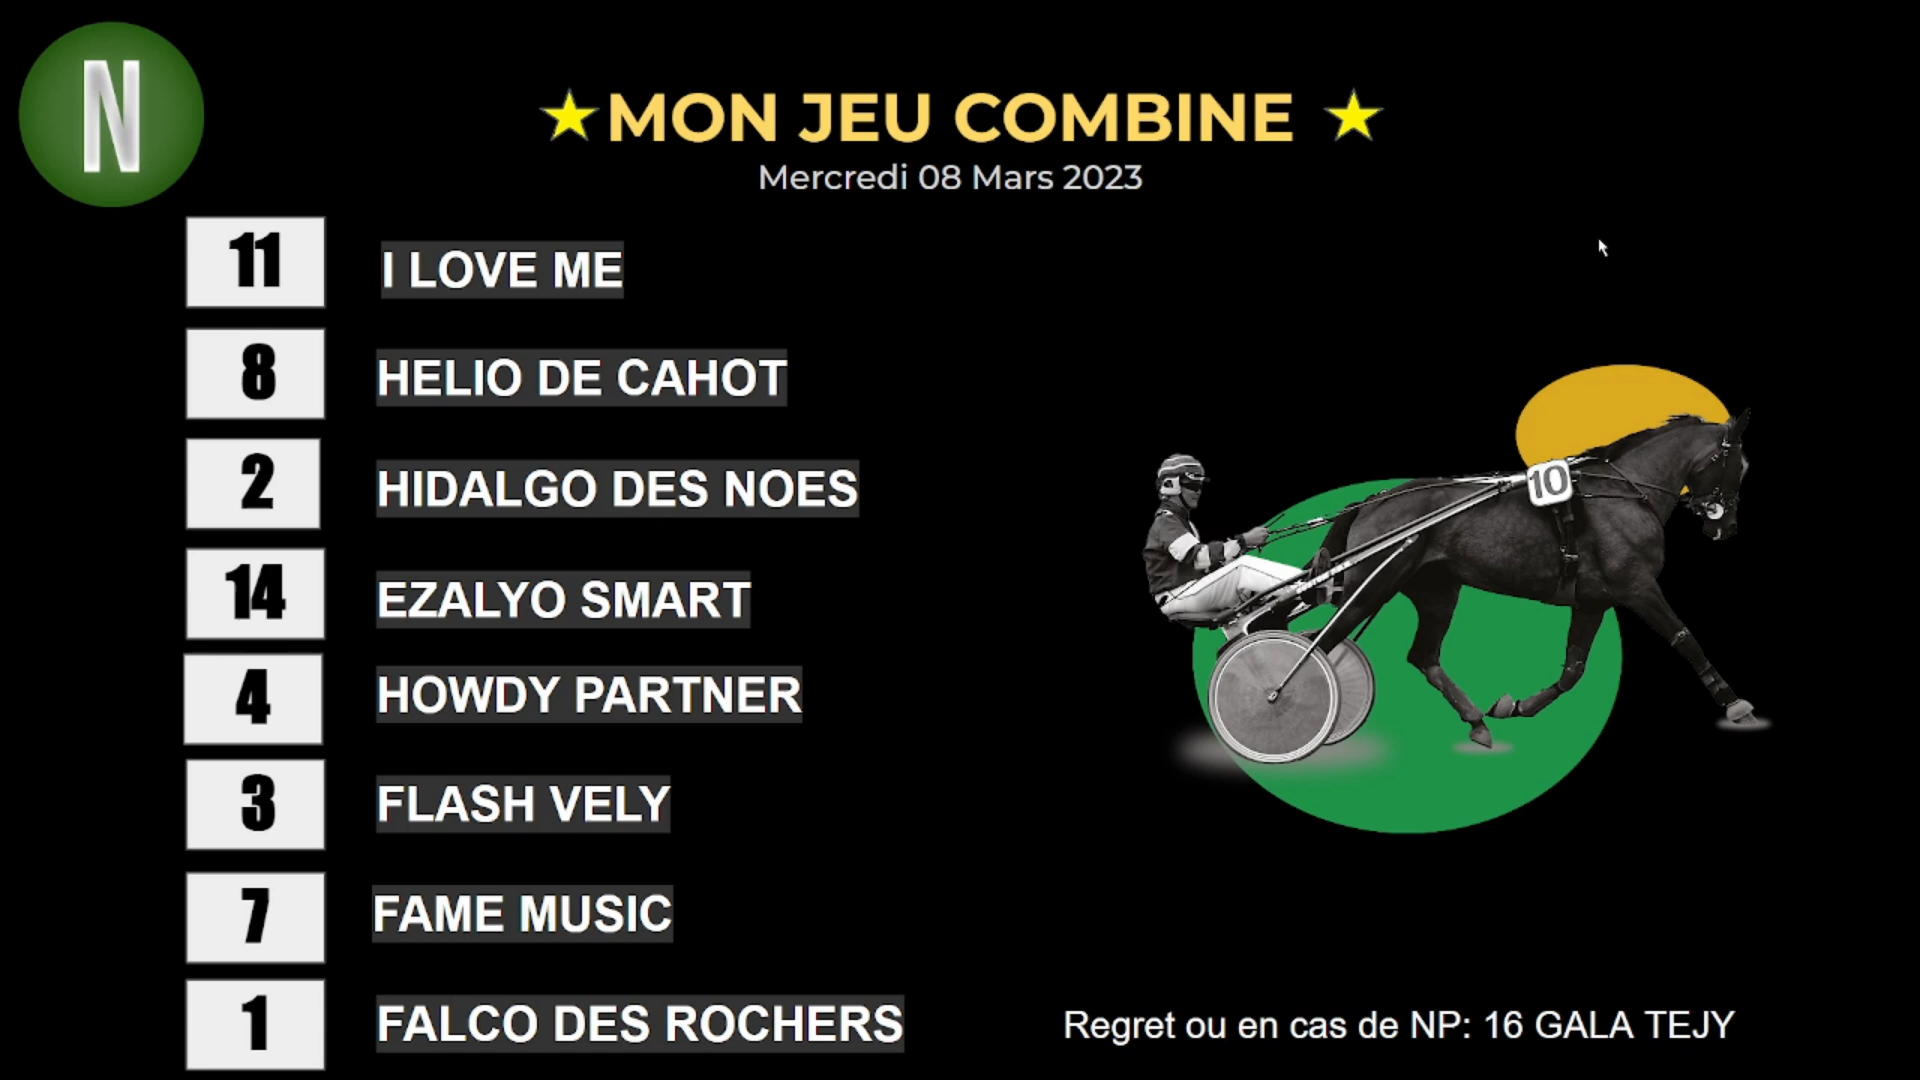 N
MON JEU COMBINE
Mercredi 08 Mars 2023
11 I LOVE ME
8 HELIO DE CAHOT
2 HIDALGO DES NOES
14 EZALYO SMART
4 HOWDY PARTNER
3 FLASH VELY
7 FAME MUSIC
1 FALCO DES ROCHERS
10
Regret ou en cas de NP: 16 GALA TEJY